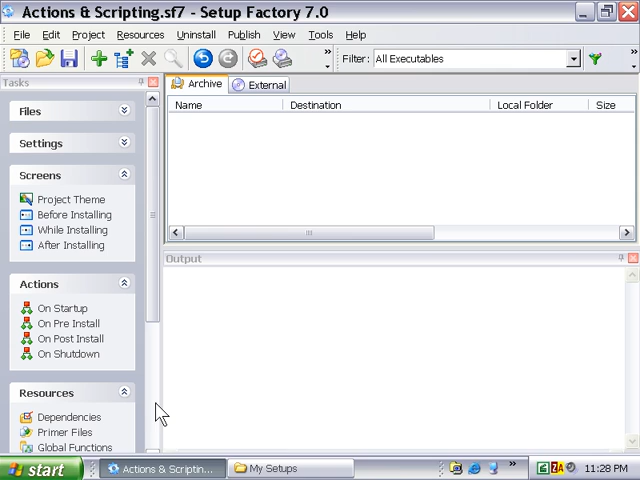 Actions & Scripting.sf7 - Setup Factory 7.0
File Edit Project Resources Uninstall Publish View Tools Help
Filter: All Executables
Tasks
Archive External
Files
Name Destination Local Folder Size
Settings
Screens
Project Theme
Before Installing
While Installing
After Installing
Output
Actions
On Startup
On Pre Install
On Post Install
On Shutdown
Resources
Dependencies
Primer Files
Global Functions
start Actions & Scriptin... My Setups 11:28 PM